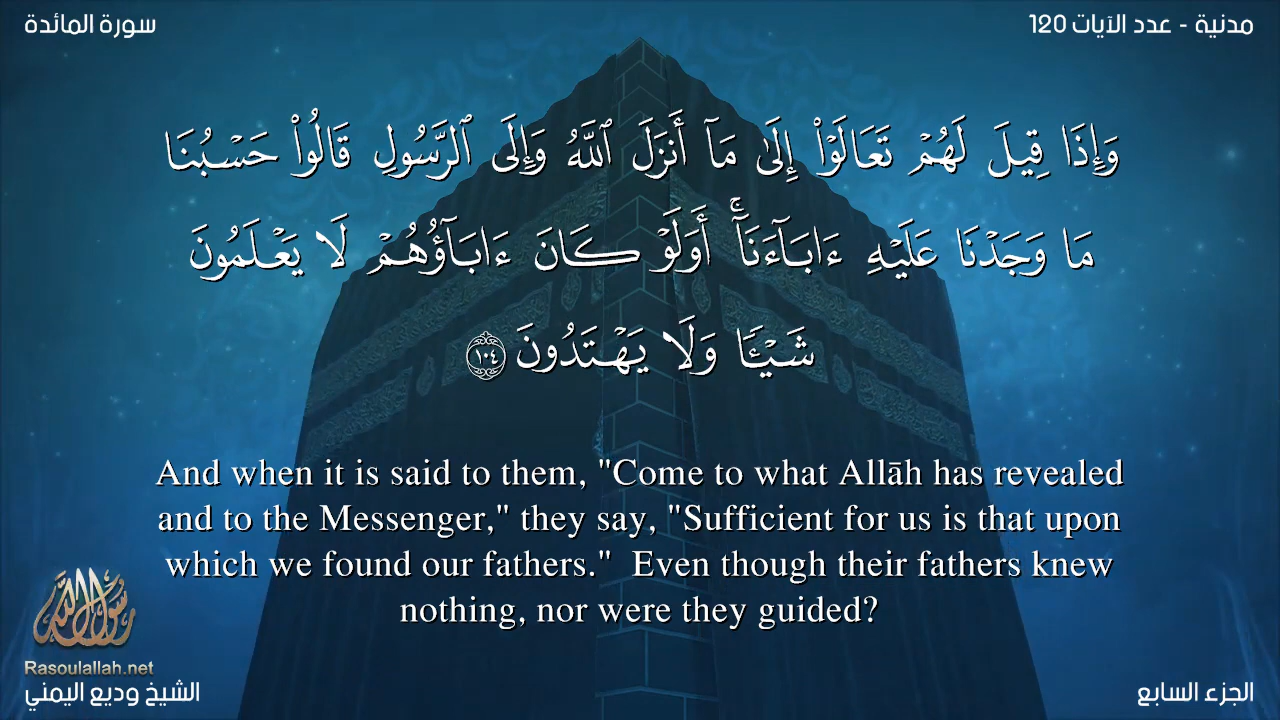 سورة المائدة
مدنية - عدد الآيات 120
وَإِذَا قِيلَ لَهُمْ تَعَالَوْا۟ إِلَىٰ مَآ أَنزَلَ ٱللَّهُ وَإِلَى ٱلرَّسُولِ قَالُوا۟ حَسْبُنَا
مَا وَجَدْنَا عَلَيْهِ ءَابَآءَنَآ ۚ أَوَلَوْ كَانَ ءَابَآؤُهُمْ لَا يَعْلَمُونَ
شَيْـًٔا وَلَا يَهْتَدُونَ ١٠٤
And when it is said to them, "Come to what Allāh has revealed
and to the Messenger," they say, "Sufficient for us is that upon
which we found our fathers."  Even though their fathers knew
nothing, nor were they guided?
رسول الله
Rasoulallah.net
الشيخ وديع اليمني
الجزء السابع